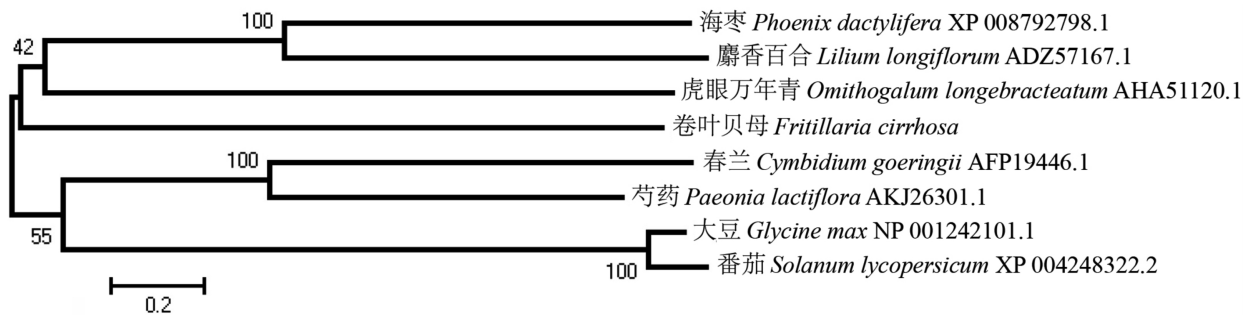 100
海枣 Phoenix dactylifera XP 008792798.1
42
麝香百合 Lilium longiflorum ADZ57167.1
虎眼万年青 Omithogalum longebracteatum AHA51120.1
卷叶贝母 Fritillaria cirrhosa
100
春兰 Cymbidium goeringii AFP19446.1
芍药 Paeonia lactiflora AKJ26301.1
55
大豆 Glycine max NP 001242101.1
100
番茄 Solanum lycopersicum XP 004248322.2
0.2